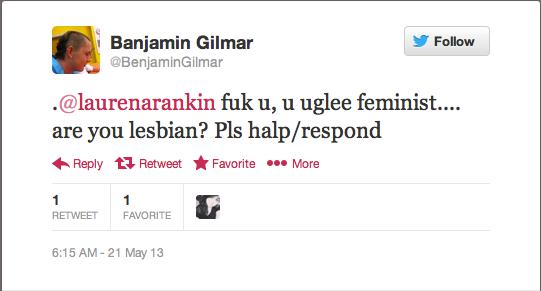 Banjamin Gilmar
@BenjaminGilmar
Follow
.@laurenarankin fuk u, u uglee feminist....
are you lesbian? Pls halp/respond
Reply Retweet Favorite More
1 1
RETWEET FAVORITE
6:15 AM - 21 May 13